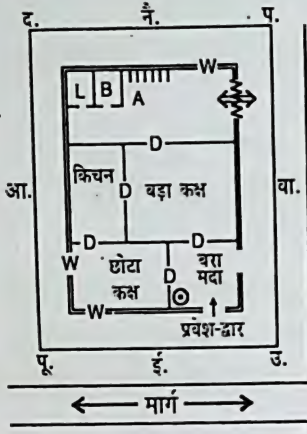 द. नै. प.
W
L B
A
D
किचन
आ. D बड़ा कक्ष वा.
D D
W छोटा बरा
कक्ष D मदा
W
प्रवेश-द्वार
पू. ई. उ.
मार्ग